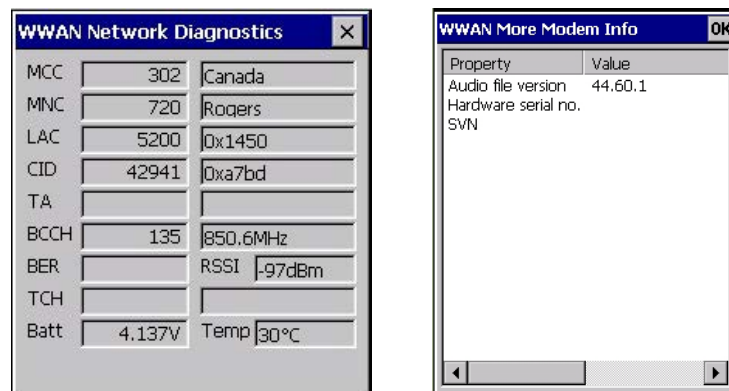 WWAN Network Diagnostics
MCC 302 Canada
MNC 720 Rogers
LAC 5200 0x1450
CID 42941 0xa7bd
TA
BCCH 135 850.6MHz
BER RSSI -97dBm
TCH
Batt 4.137V Temp 30°C
WWAN More Modem Info OK
Property Value
Audio file version 44.60.1
Hardware serial no.
SVN